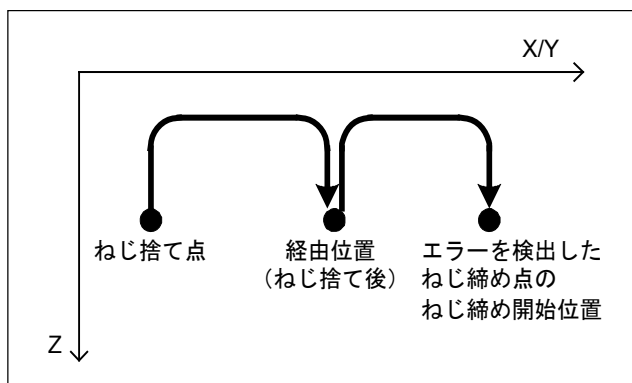 X/Y
ねじ捨て点
経由位置
（ねじ捨て後）
エラーを検出した
ねじ締め点の
ねじ締め開始位置
Z